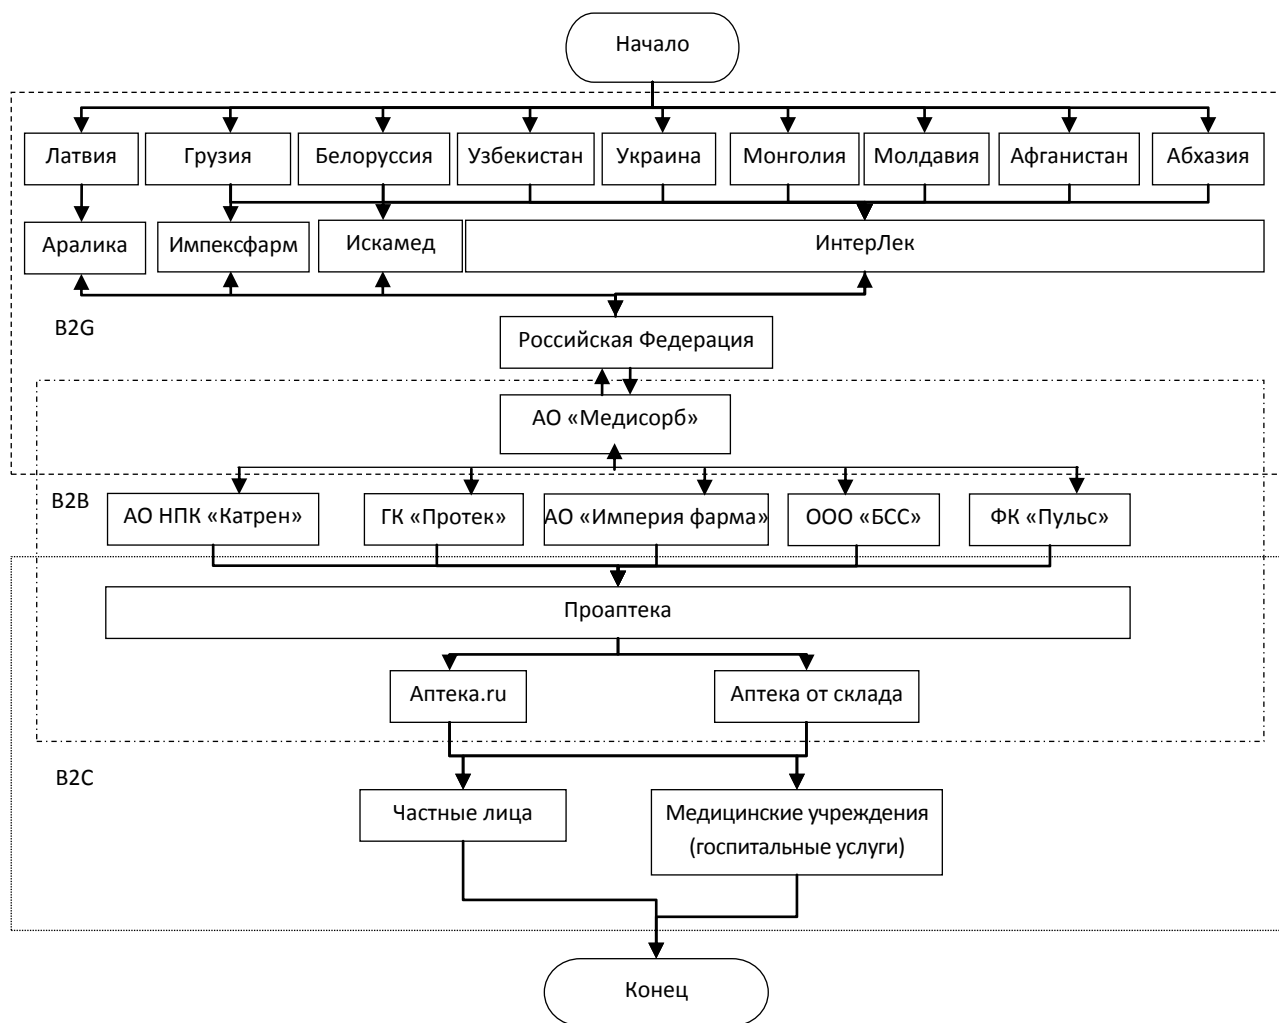 Начало
Латвия
Грузия
Белоруссия
Узбекистан
Украина
Монголия
Молдавия
Афганистан
Абхазия
Аралика
Импексфарм
Искамед
ИнтерЛек
B2G
Российская Федерация
АО «Медисорб»
B2B
АО НПК «Катрен»
ГК «Протек»
АО «Империя фарма»
ООО «БСС»
ФК «Пульс»
Проаптека
Аптека.ru
Аптека от склада
B2C
Частные лица
Медицинские учреждения
(госпитальные услуги)
Конец